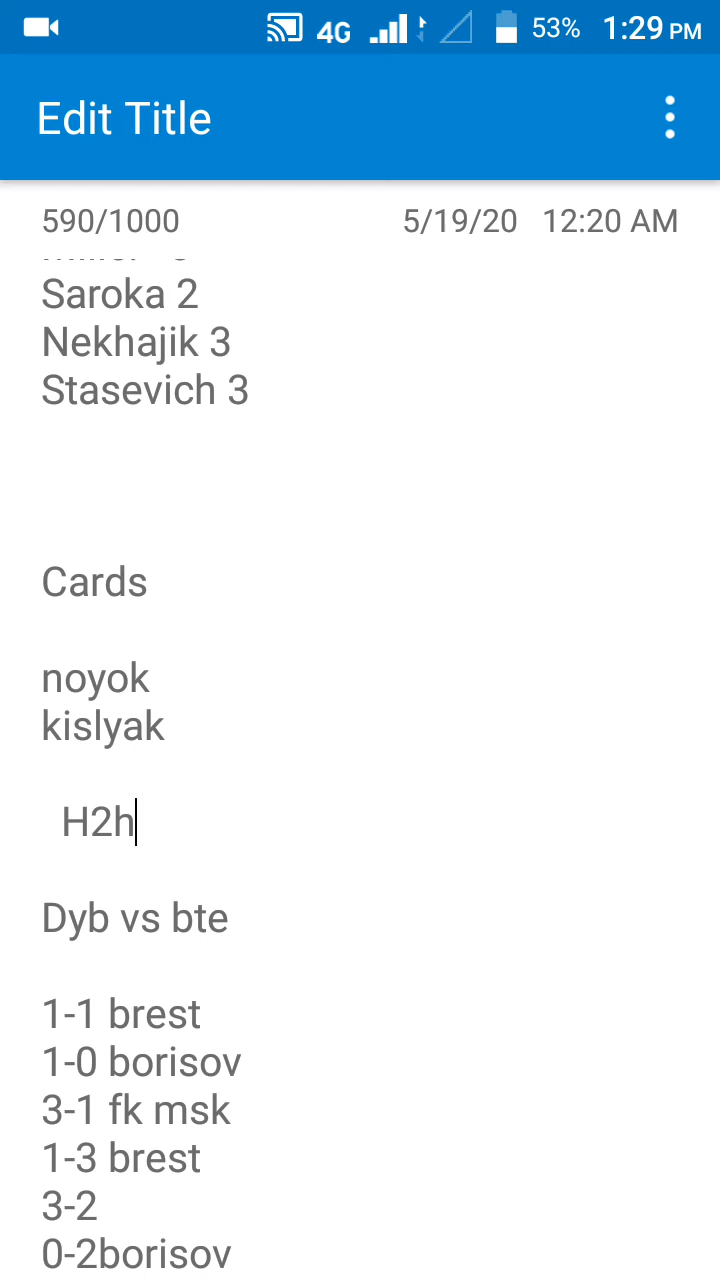 4G 53% 1:29 PM
Edit Title
590/1000 5/19/20 12:20 AM
Saroka 2
Nekhajik 3
Stasevich 3
Cards
noyok
kislyak
H2h
Dyb vs bte
1-1 brest
1-0 borisov
3-1 fk msk
1-3 brest
3-2
0-2borisov